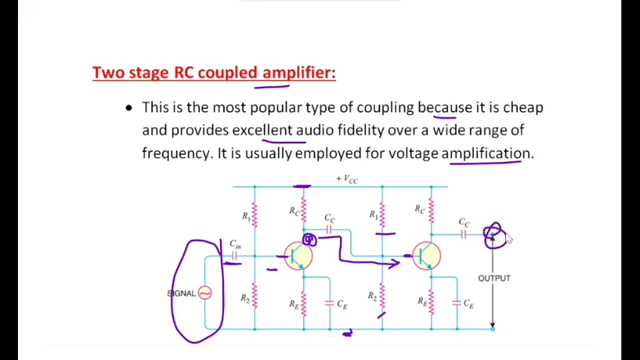 Two stage RC coupled amplifier:
• This is the most popular type of coupling because it is cheap
and provides excellent audio fidelity over a wide range of
frequency. It is usually employed for voltage amplification.
+ VCC
R1
RC
CC
R1
RC
CC
Cin
SIGNAL
OUTPUT
R2
RE
CE
R2
RE
CE